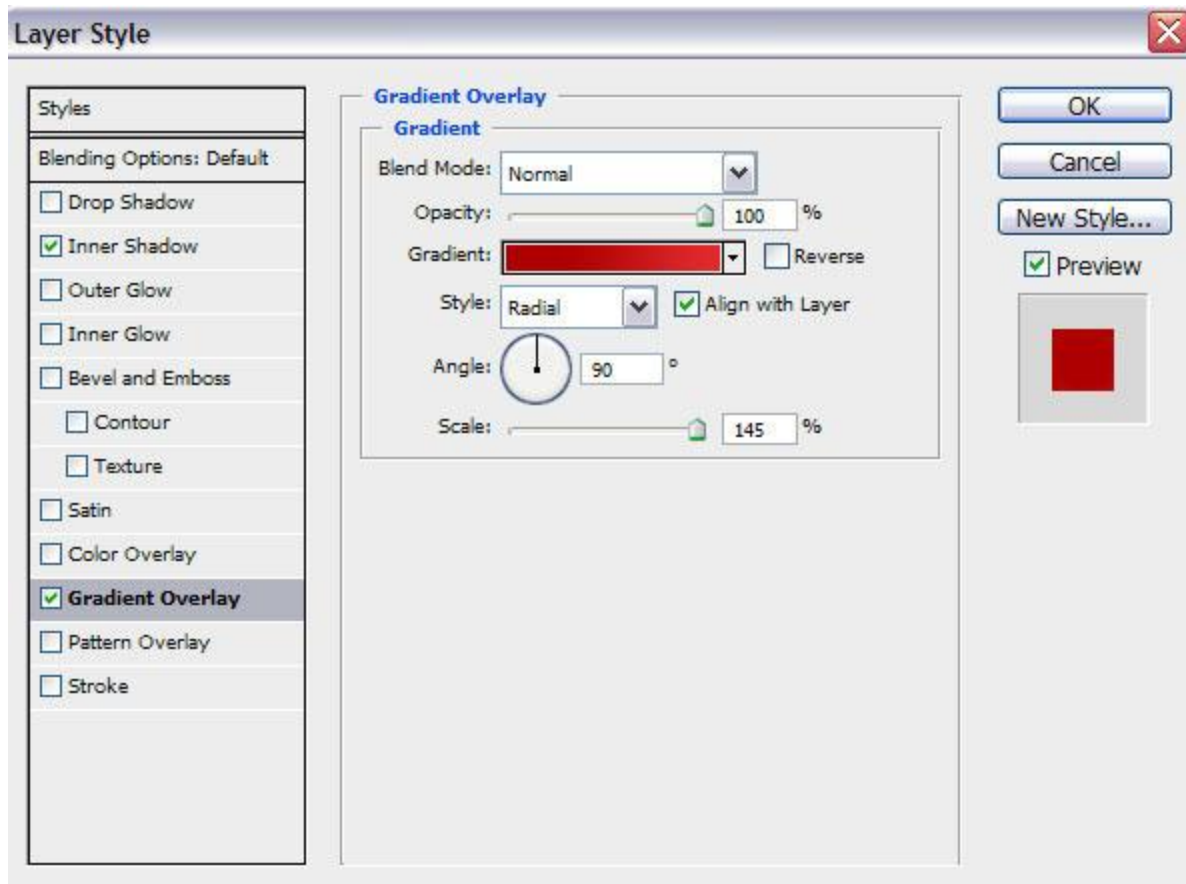 Layer Style
Styles
Blending Options: Default
Drop Shadow
Inner Shadow
Outer Glow
Inner Glow
Bevel and Emboss
Contour
Texture
Satin
Color Overlay
Gradient Overlay
Pattern Overlay
Stroke
Gradient Overlay
Gradient
Blend Mode: Normal
Opacity: 100 %
Gradient: Reverse
Style: Radial Align with Layer
Angle: 90 °
Scale: 145 %
OK
Cancel
New Style...
Preview